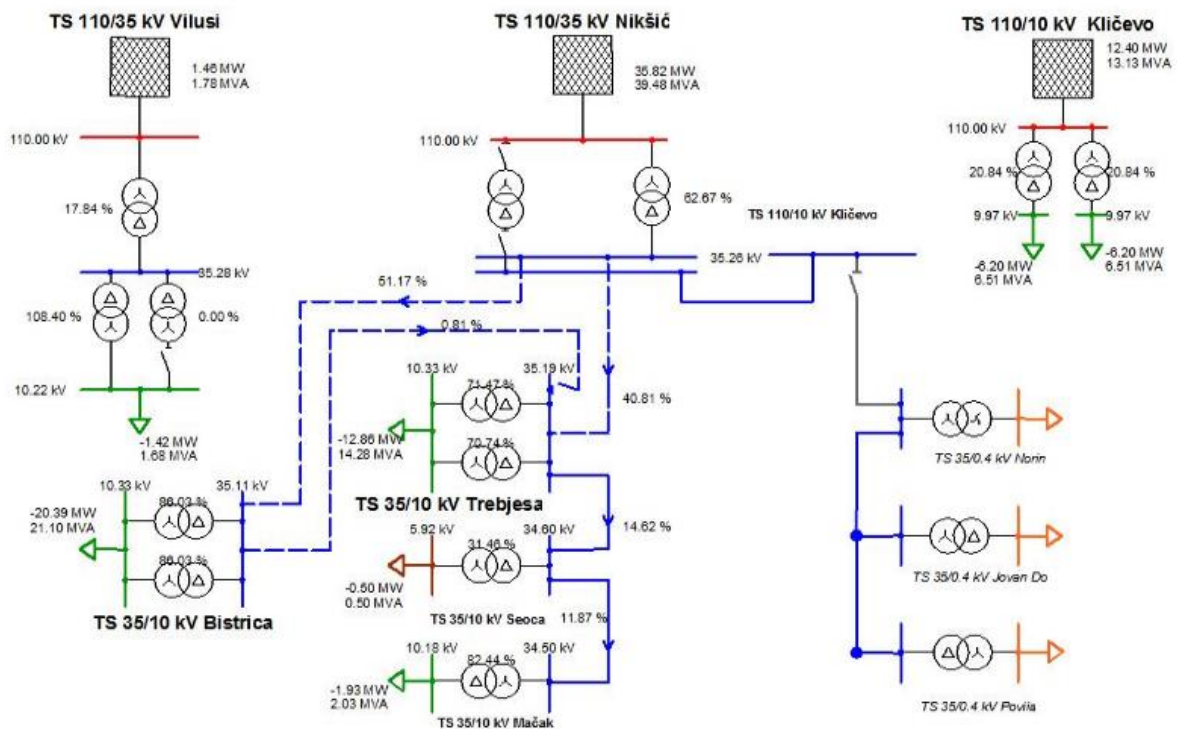 TS 110/35 kV Vilusi
TS 110/35 kV Nikšić
TS 110/10 kV Kličevo
1.46 MW
1.78 MVA
35.82 MW
39.48 MVA
12.40 MW
13.13 MVA
110.00 kV
110.00 kV
110.00 kV
17.84 %
62.67 %
20.84 %
20.84 %
TS 110/10 kV Kličevo
9.97 kV
9.97 kV
35.28 kV
35.26 kV
-6.20 MW
6.51 MVA
-6.20 MW
6.51 MVA
51.17 %
108.40 %
0.00 %
0.81 %
10.33 kV
35.19 kV
71.47 %
10.22 kV
40.81 %
-1.42 MW
1.68 MVA
-12.86 MW
14.28 MVA
70.74 %
TS 35/0.4 kV Norin
10.33 kV
35.11 kV
86.03 %
TS 35/10 kV Trebjesa
-20.39 MW
21.10 MVA
5.92 kV
34.60 kV
14.62 %
31.46 %
86.03 %
-0.50 MW
0.50 MVA
TS 35/0.4 kV Jovan Do
TS 35/10 kV Bistrica
TS 35/10 kV Seoca
11.87 %
10.18 kV
34.50 kV
82.44 %
-1.93 MW
2.03 MVA
TS 35/10 kV Mačak
TS 35/0.4 kV Povija